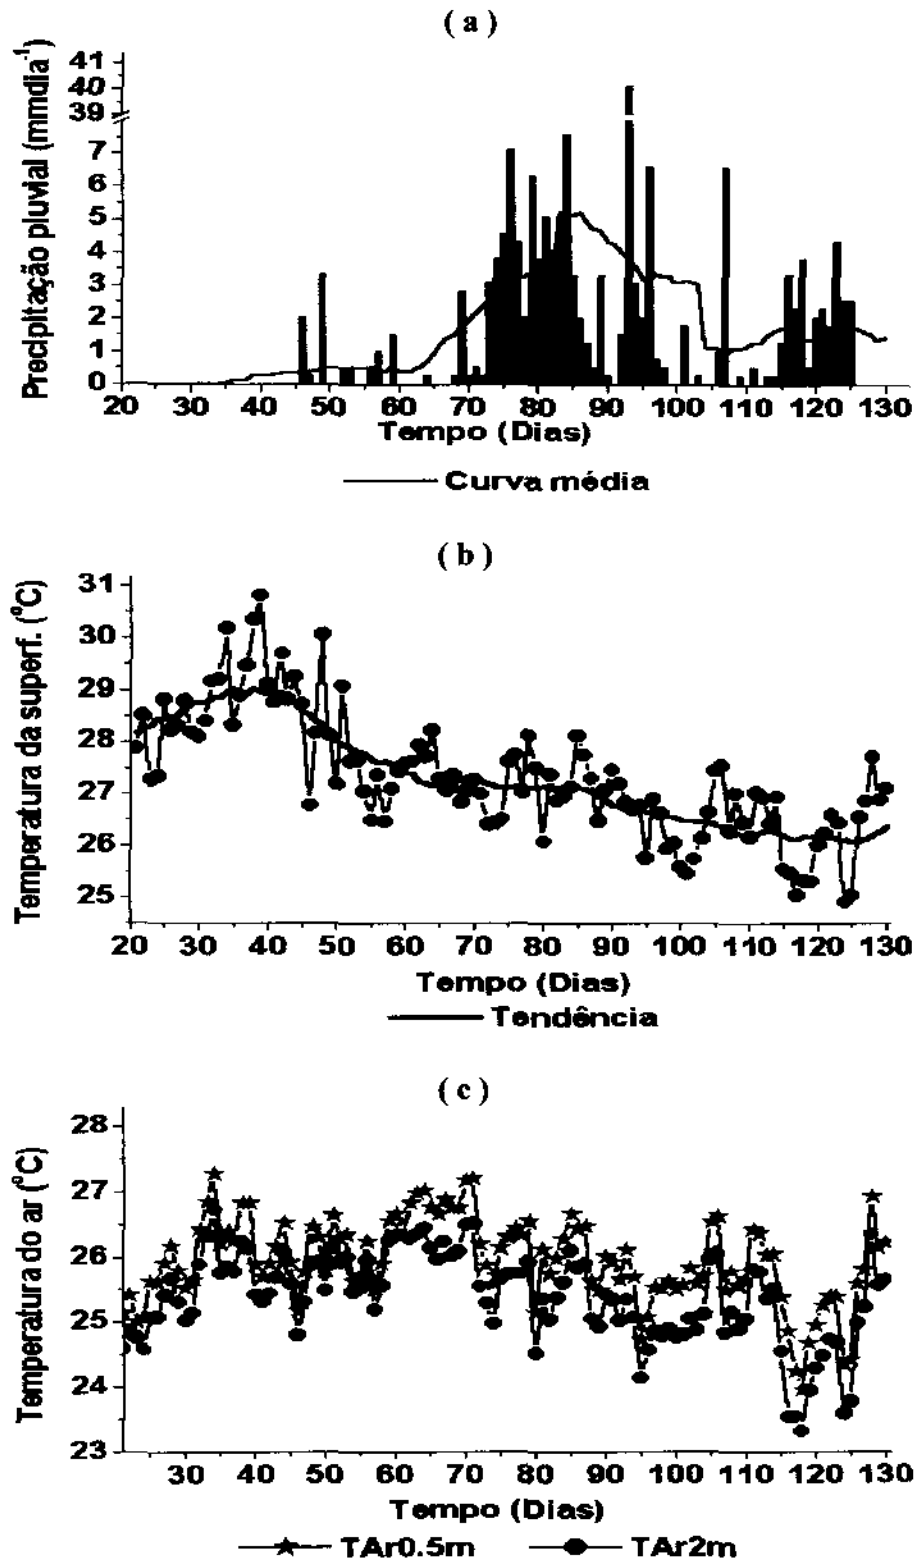 ( a )
Precipitação pluvial (mmdia⁻¹)
41
40
39
7
6
5
4
3
2
1
0
20 30 40 50 60 70 80 90 100 110 120 130
Tempo (Dias)
Curva média
( b )
Temperatura da superf. (°C)
31
30
29
28
27
26
25
20 30 40 50 60 70 80 90 100 110 120 130
Tempo (Dias)
Tendência
( c )
Temperatura do ar (°C)
28
27
26
25
24
23
30 40 50 60 70 80 90 100 110 120 130
Tempo (Dias)
TAr0.5m TAr2m